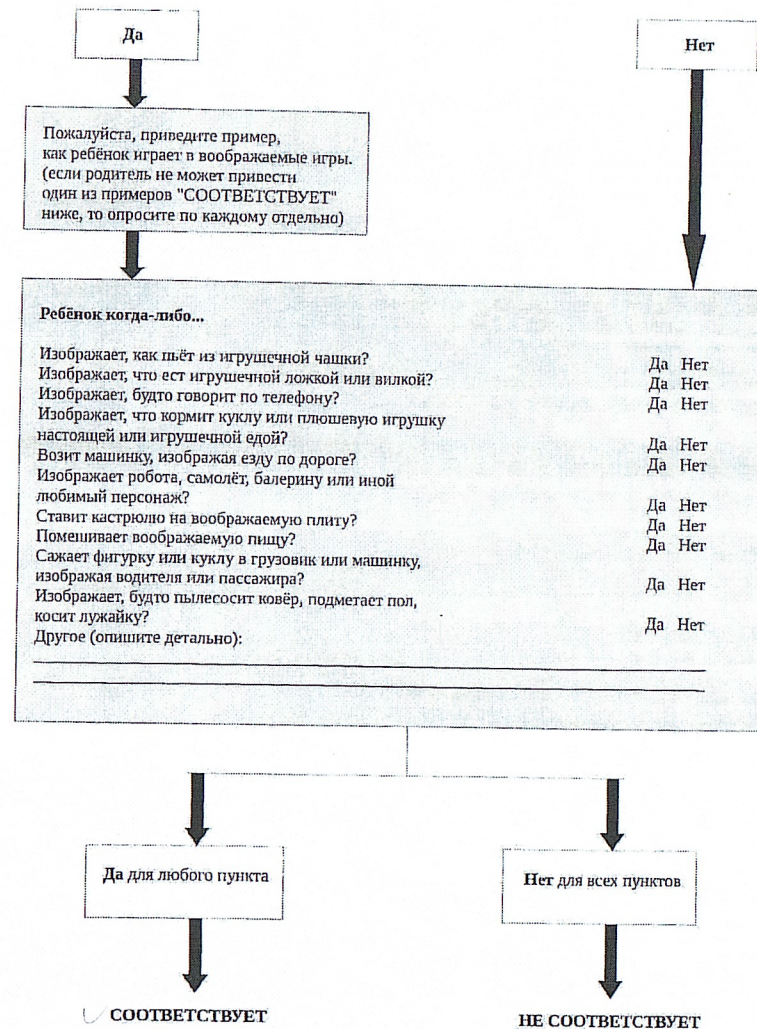 Да
Нет
Пожалуйста, приведите пример,
как ребёнок играет в воображаемые игры.
(если родитель не может привести
один из примеров "СООТВЕТСТВУЕТ"
ниже, то опросите по каждому отдельно)
Ребёнок когда-либо...
Изображает, как пьёт из игрушечной чашки? Да Нет
Изображает, что ест игрушечной ложкой или вилкой? Да Нет
Изображает, будто говорит по телефону? Да Нет
Изображает, что кормит куклу или плюшевую игрушку
настоящей или игрушечной едой? Да Нет
Возит машинку, изображая езду по дороге? Да Нет
Изображает робота, самолёт, балерину или иной
любимый персонаж? Да Нет
Ставит кастрюлю на воображаемую плиту? Да Нет
Помешивает воображаемую пищу? Да Нет
Сажает фигурку или куклу в грузовик или машинку,
изображая водителя или пассажира? Да Нет
Изображает, будто пылесосит ковёр, подметает пол,
косит лужайку? Да Нет
Другое (опишите детально):
Да для любого пункта
Нет для всех пунктов
СООТВЕТСТВУЕТ
НЕ СООТВЕТСТВУЕТ